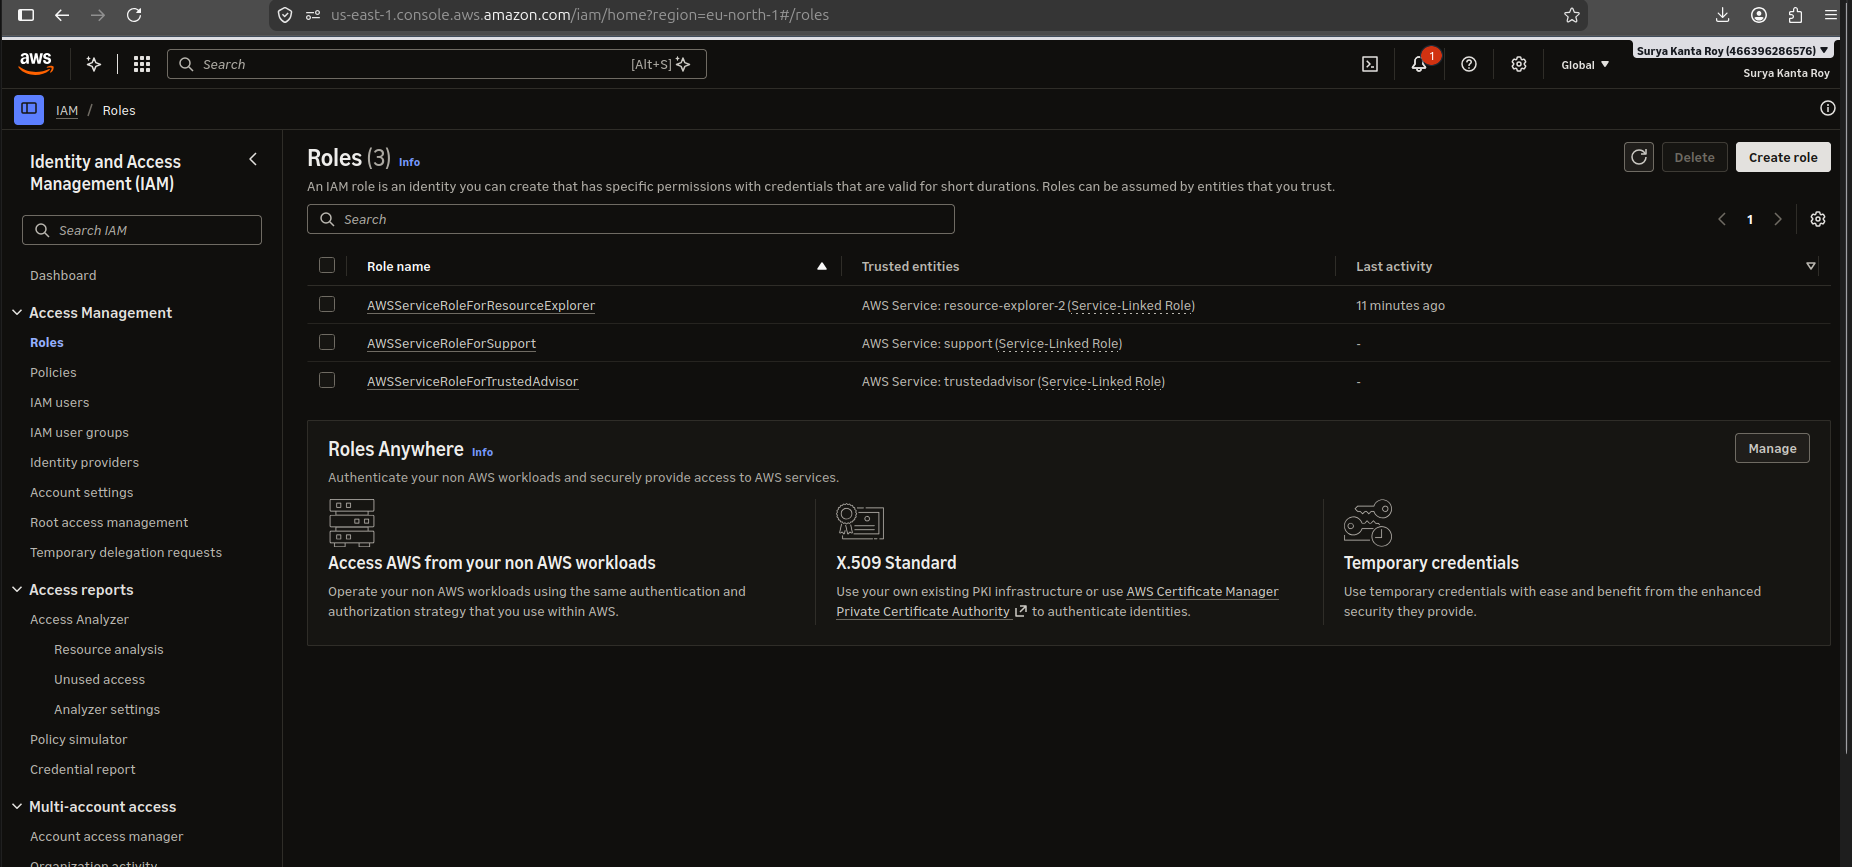 us-east-1.console.aws.amazon.com/iam/home?region=eu-north-1#/roles
aws
Search
[Alt+S]
1
Global
Surya Kanta Roy (466396286576)
Surya Kanta Roy
IAM / Roles
Identity and Access Management (IAM)
Search IAM
Dashboard
Access Management
Roles
Policies
IAM users
IAM user groups
Identity providers
Account settings
Root access management
Temporary delegation requests
Access reports
Access Analyzer
Resource analysis
Unused access
Analyzer settings
Policy simulator
Credential report
Multi-account access
Account access manager
Organization activity
Roles (3) Info
Delete
Create role
An IAM role is an identity you can create that has specific permissions with credentials that are valid for short durations. Roles can be assumed by entities that you trust.
Search
1
Role name Trusted entities Last activity
AWSServiceRoleForResourceExplorer AWS Service: resource-explorer-2 (Service-Linked Role) 11 minutes ago
AWSServiceRoleForSupport AWS Service: support (Service-Linked Role) -
AWSServiceRoleForTrustedAdvisor AWS Service: trustedadvisor (Service-Linked Role) -
Roles Anywhere Info
Manage
Authenticate your non AWS workloads and securely provide access to AWS services.
Access AWS from your non AWS workloads
Operate your non AWS workloads using the same authentication and
authorization strategy that you use within AWS.
X.509 Standard
Use your own existing PKI infrastructure or use AWS Certificate Manager
Private Certificate Authority to authenticate identities.
Temporary credentials
Use temporary credentials with ease and benefit from the enhanced
security they provide.